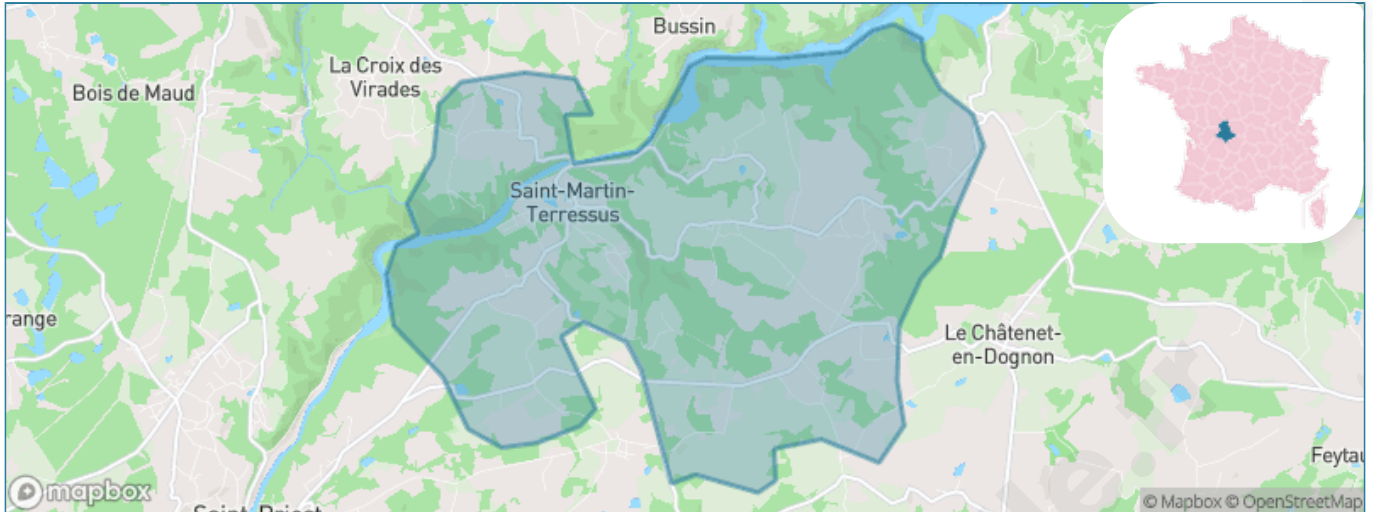 Bussin
La Croix des
Virades
Bois de Maud
Saint-Martin-
Terressus
range
Le Châtenet-
en-Dognon
Feytau
mapbox
© Mapbox © OpenStreetMap